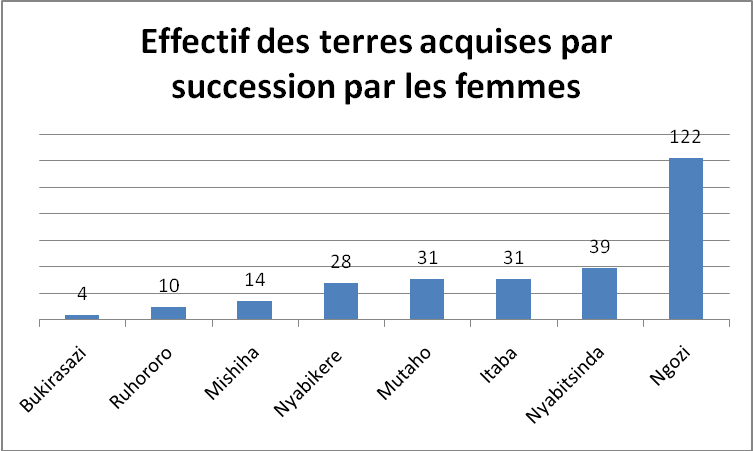 Effectif des terres acquises par
succession par les femmes
4
10
14
28
31
31
39
122
Bukirasazi
Ruhororo
Mishiha
Nyabikere
Mutaho
Itaba
Nyabitsinda
Ngozi